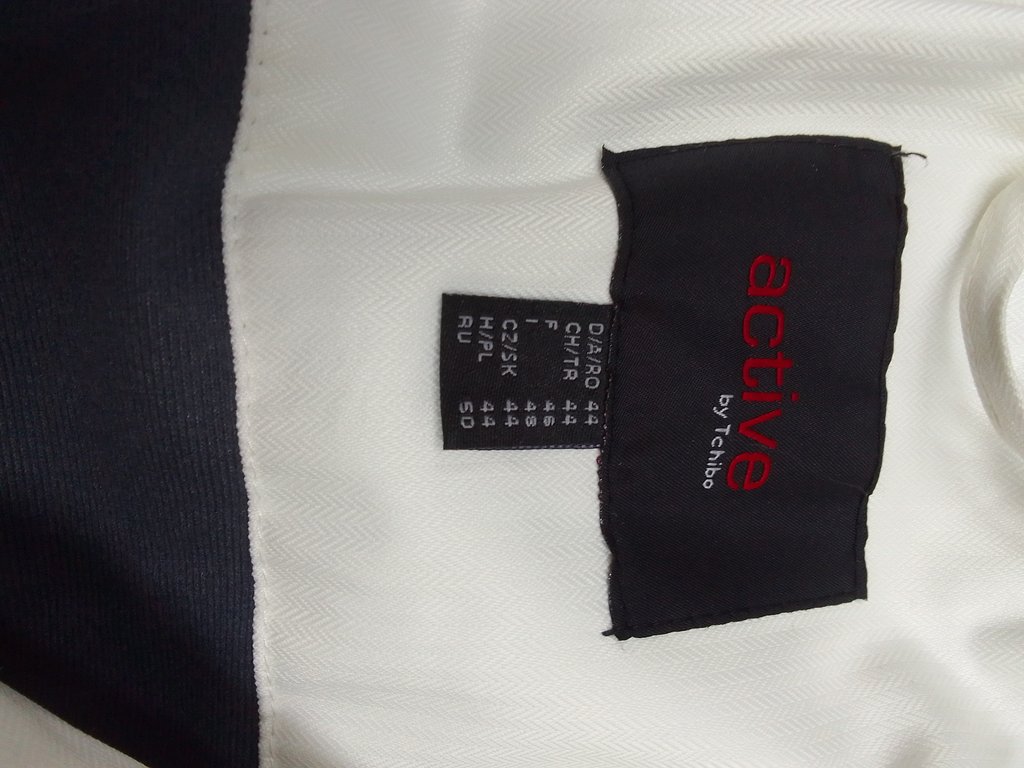 active
by Tchibo
D/A/RO 44
CH/TR 44
F 46
I 48
CZ/SK 44
H/PL 44
RU 50